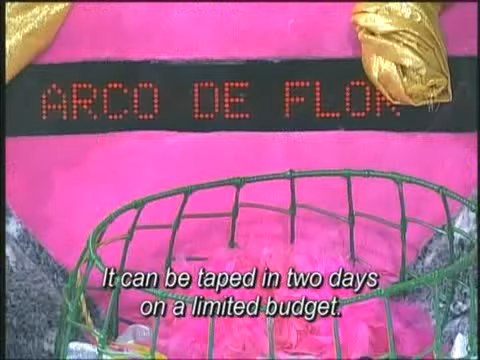 ARCO DE FLOR
It can be taped in two days
on a limited budget.